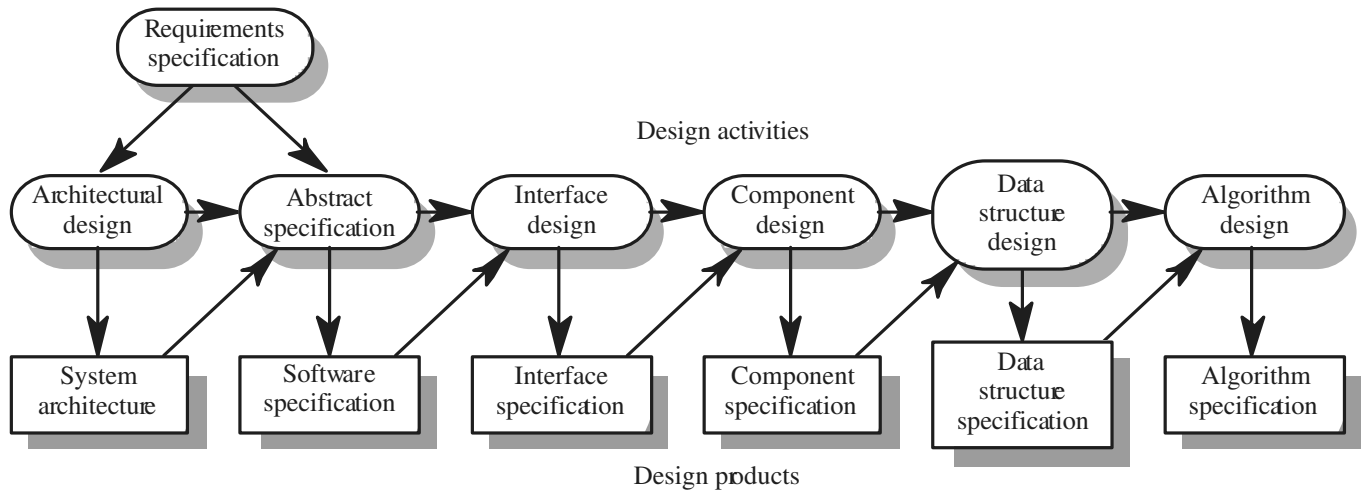 Requirements
specification
Design activities
Architectural
design
Abstract
specification
Interface
design
Component
design
Data
structure
design
Algorithm
design
System
architecture
Software
specification
Interface
specification
Component
specification
Data
structure
specification
Algorithm
specification
Design products